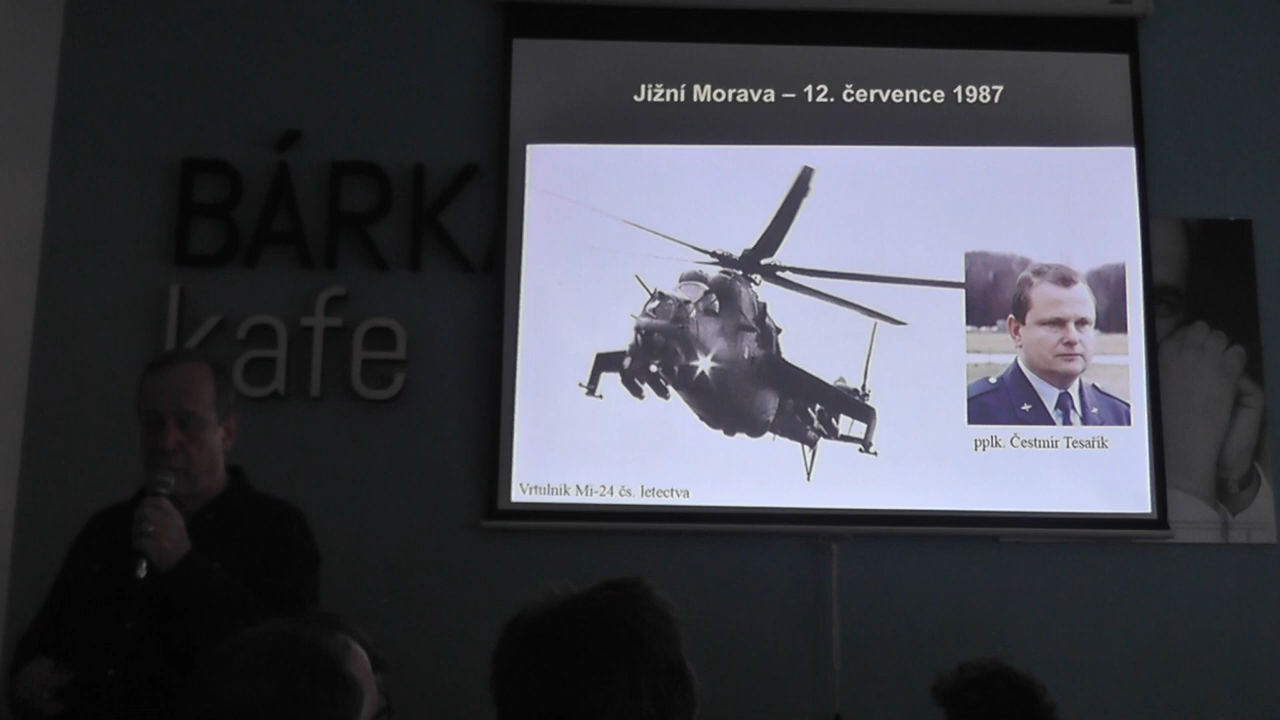 Jižní Morava – 12. července 1987
BÁRKA
kafe
pplk. Čestmír Tesařík
Vrtulník Mi-24 čs. letectva